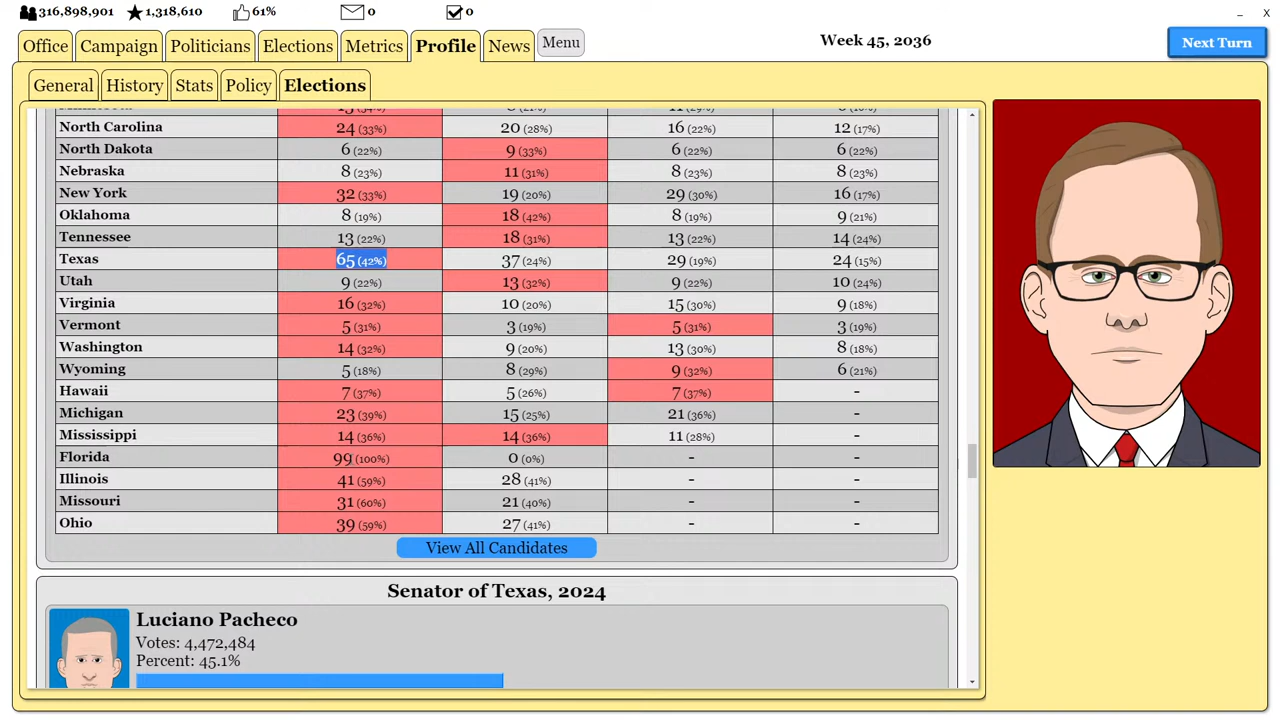 316,898,901 1,318,610 61% 0 0 _ X
Office Campaign Politicians Elections Metrics Profile News Menu Week 45, 2036 Next Turn
General History Stats Policy Elections
Minnesota 13 (34%) 8 (21%) 11 (29%) 6 (16%)
North Carolina 24 (33%) 20 (28%) 16 (22%) 12 (17%)
North Dakota 6 (22%) 9 (33%) 6 (22%) 6 (22%)
Nebraska 8 (23%) 11 (31%) 8 (23%) 8 (23%)
New York 32 (33%) 19 (20%) 29 (30%) 16 (17%)
Oklahoma 8 (19%) 18 (42%) 8 (19%) 9 (21%)
Tennessee 13 (22%) 18 (31%) 13 (22%) 14 (24%)
Texas 65 (42%) 37 (24%) 29 (19%) 24 (15%)
Utah 9 (22%) 13 (32%) 9 (22%) 10 (24%)
Virginia 16 (32%) 10 (20%) 15 (30%) 9 (18%)
Vermont 5 (31%) 3 (19%) 5 (31%) 3 (19%)
Washington 14 (32%) 9 (20%) 13 (30%) 8 (18%)
Wyoming 5 (18%) 8 (29%) 9 (32%) 6 (21%)
Hawaii 7 (37%) 5 (26%) 7 (37%) -
Michigan 23 (39%) 15 (25%) 21 (36%) -
Mississippi 14 (36%) 14 (36%) 11 (28%) -
Florida 99 (100%) 0 (0%) - -
Illinois 41 (59%) 28 (41%) - -
Missouri 31 (60%) 21 (40%) - -
Ohio 39 (59%) 27 (41%) - -
View All Candidates
Senator of Texas, 2024
Luciano Pacheco
Votes: 4,472,484
Percent: 45.1%